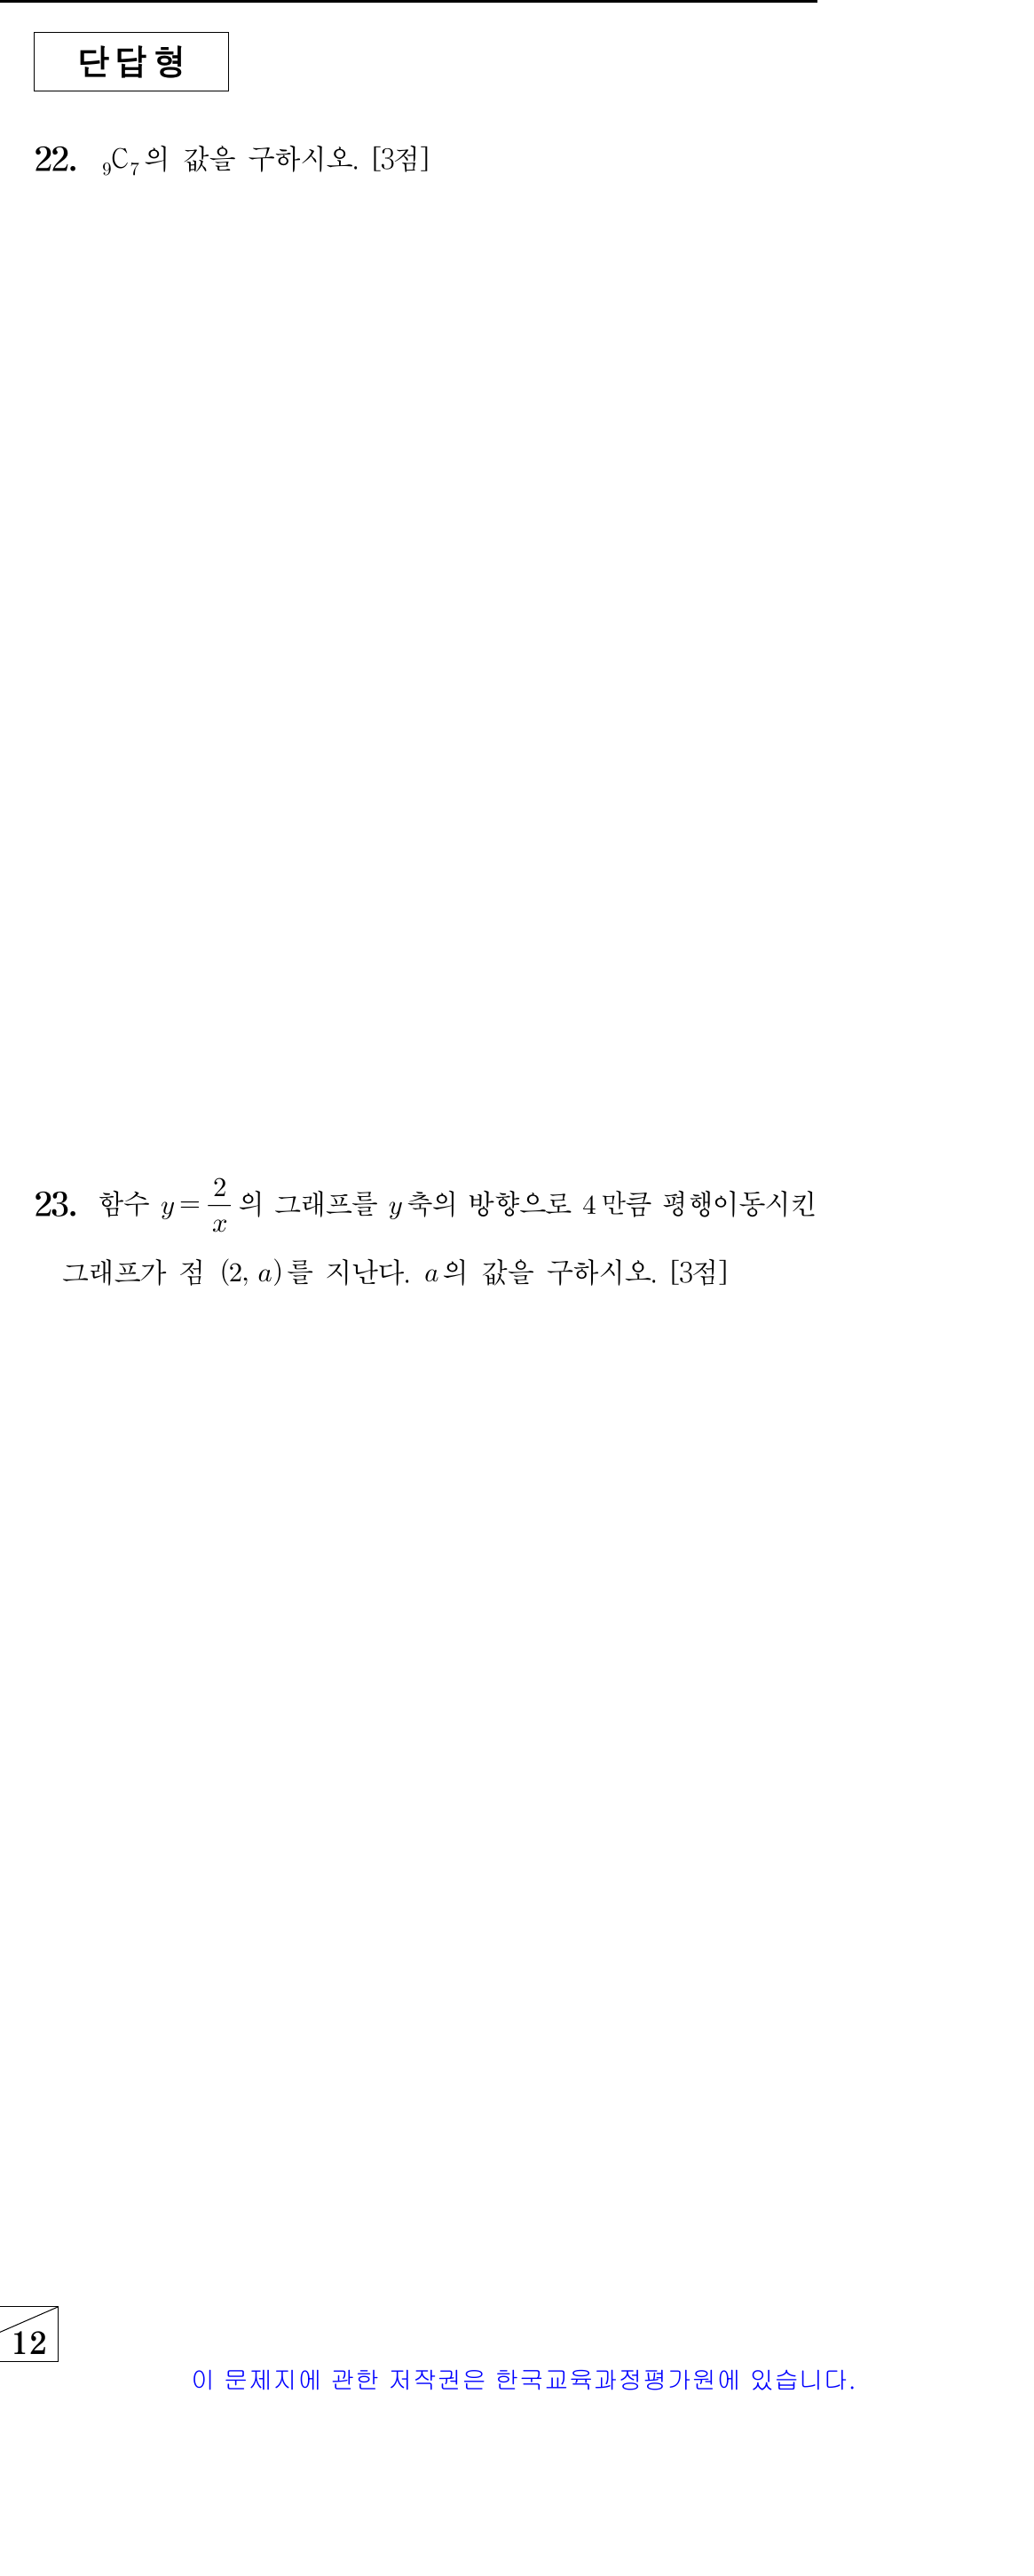 단답형
22. ₉C₇의 값을 구하시오. [3점]
23. 함수 y = 2/x 의 그래프를 y축의 방향으로 4만큼 평행이동시킨
그래프가 점 (2, a)를 지난다. a의 값을 구하시오. [3점]
12
이 문제지에 관한 저작권은 한국교육과정평가원에 있습니다.